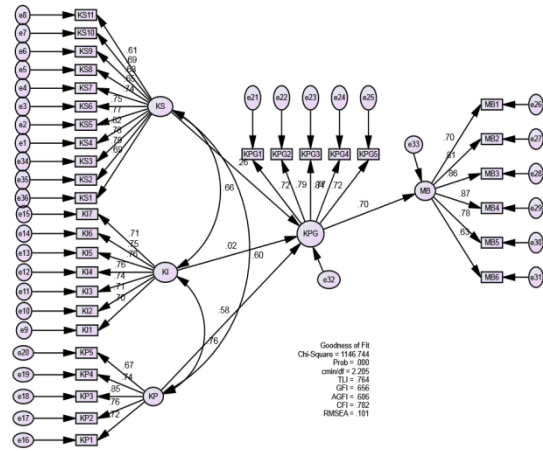 e8 KS11
e7 KS10
e6 KS9
e5 KS8
e4 KS7
e3 KS6
e2 KS5
e1 KS4
e34 KS3
e35 KS2
e36 KS1
e15 KI7
e14 KI6
e13 KI5
e12 KI4
e11 KI3
e10 KI2
e9 KI1
e20 KP5
e19 KP4
e18 KP3
e17 KP2
e16 KP1
.61
.69
.74
.75
.77
.82
.78
.79
.69
KS
.71
.75
.76
.74
.71
.70
KI
.67
.74
.85
.76
.72
KP
.66
.60
.76
.26
.02
.58
e21 e22 e23 e24 e25
KPG1 KPG2 KPG3 KPG4 KPG5
.72 .79 .72
KPG
e32
.70
e33
MB
.70
.81
.86
.87
.78
.63
MB1 e26
MB2 e27
MB3 e28
MB4 e29
MB5 e30
MB6 e31
Goodness of Fit
Chi-Square = 1146.744
Prob = .000
cmin/df = 2.205
TLI = .764
GFI = .656
AGFI = .606
CFI = .782
RMSEA = .101